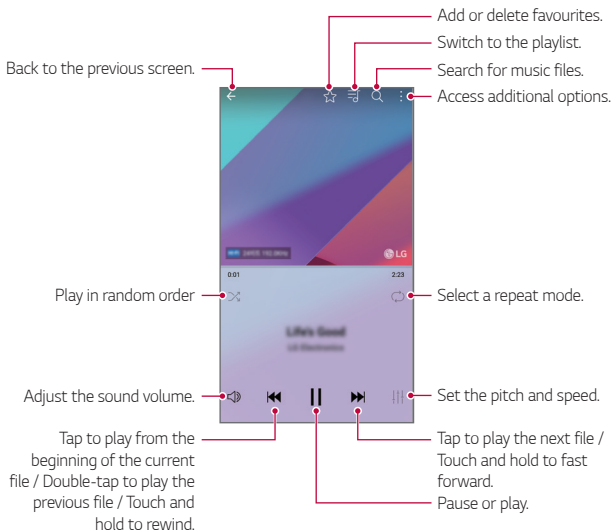 Add or delete favourites.
Switch to the playlist.
Back to the previous screen.
Search for music files.
Access additional options.
LG
0:01
2:23
Play in random order
Select a repeat mode.
Life's Good
LG Electronics
Adjust the sound volume.
Set the pitch and speed.
Tap to play from the
beginning of the current
file / Double-tap to play the
previous file / Touch and
hold to rewind.
Tap to play the next file /
Touch and hold to fast
forward.
Pause or play.